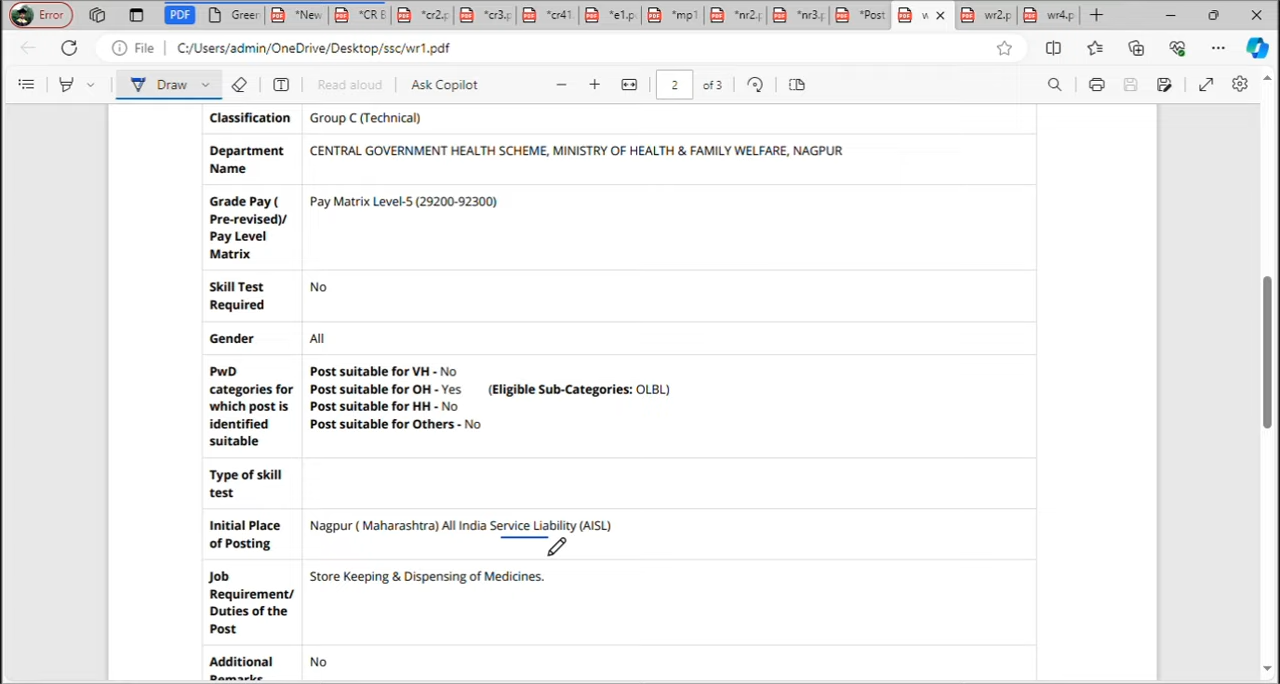 Error
PDF
Green
*New
*CR B
*cr2.p
*cr3.p
*cr41.
*e1.p
*mp1
*nr2.p
*nr3.p
*Post
wr2.p
wr4.p
File
C:/Users/admin/OneDrive/Desktop/ssc/wr1.pdf
Draw
Read aloud
Ask Copilot
2 of 3
Classification Group C (Technical)
Department Name CENTRAL GOVERNMENT HEALTH SCHEME, MINISTRY OF HEALTH & FAMILY WELFARE, NAGPUR
Grade Pay (
Pre-revised)/
Pay Level
Matrix
Pay Matrix Level-5 (29200-92300)
Skill Test
Required
No
Gender All
PwD
categories for
which post is
identified
suitable
Post suitable for VH - No
Post suitable for OH - Yes (Eligible Sub-Categories: OLBL)
Post suitable for HH - No
Post suitable for Others - No
Type of skill
test
Initial Place
of Posting
Nagpur ( Maharashtra) All India Service Liability (AISL)
Job
Requirement/
Duties of the
Post
Store Keeping & Dispensing of Medicines.
Additional
Remarks
No